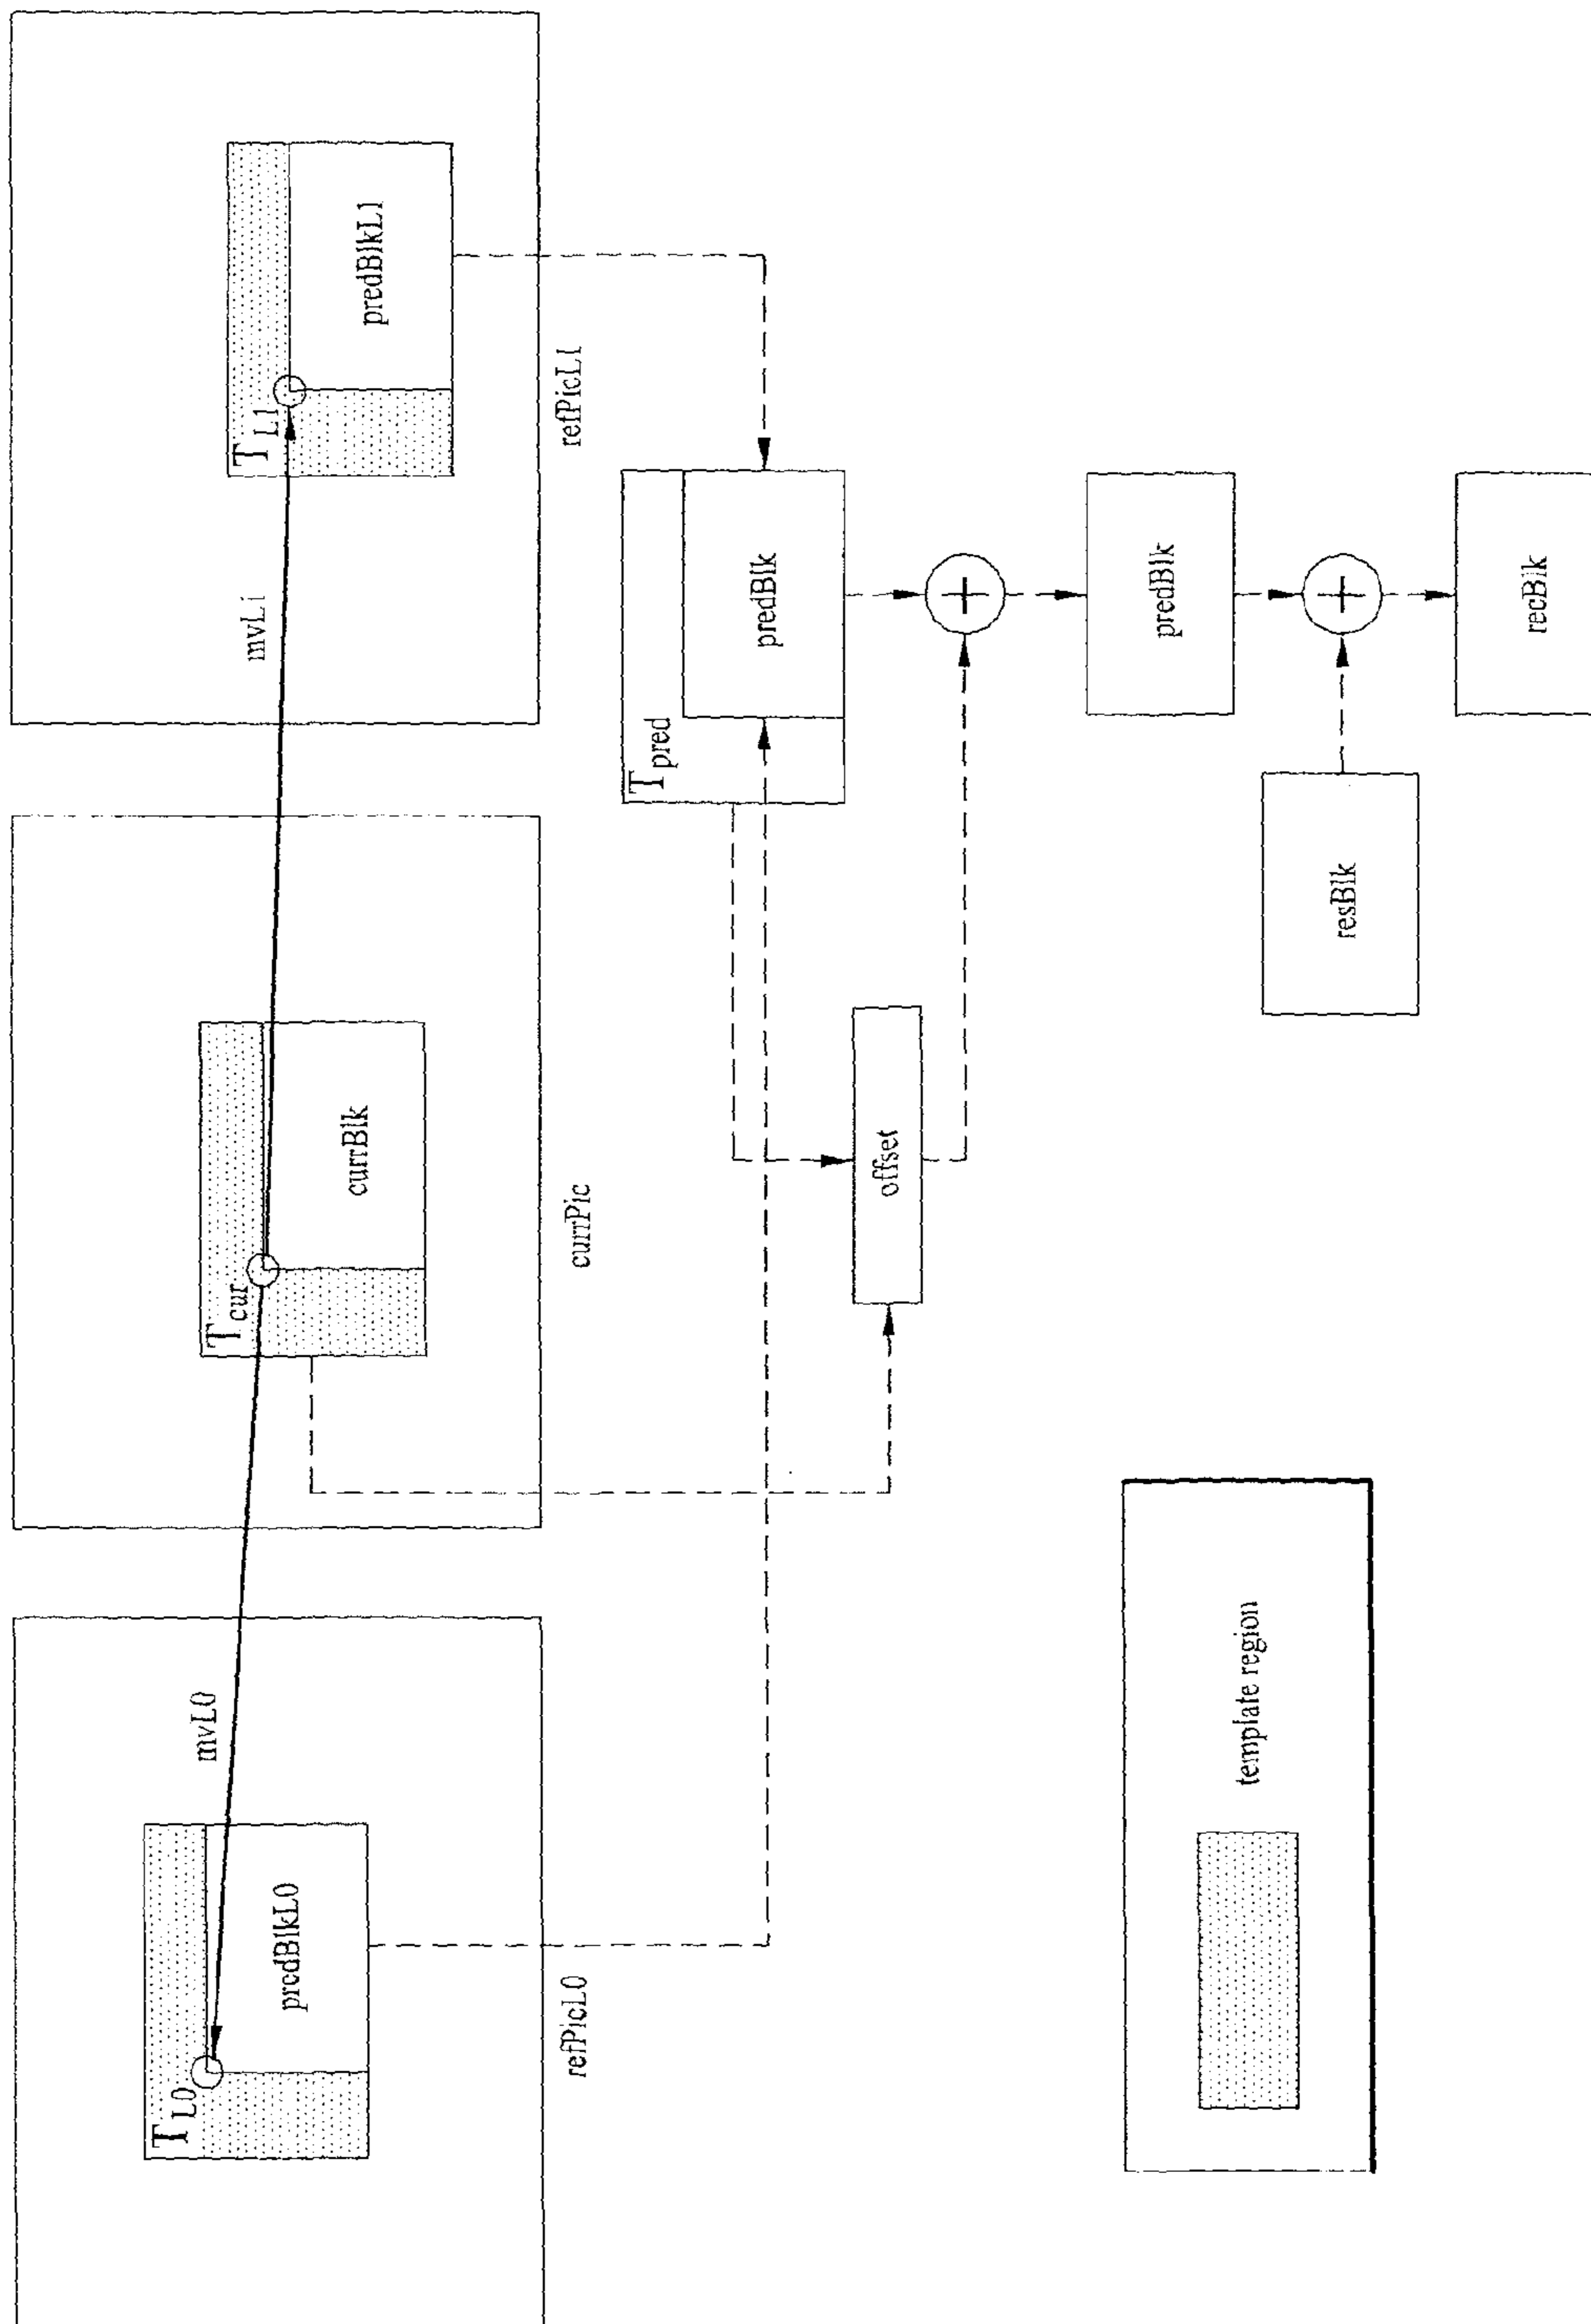 mvL0
mvL1
T L0
predBlkL0
T cur
currBlk
T L1
predBlkL1
refPicL0
currPic
refPicL1
T pred
predBlk
offset
predBlk
resBlk
recBlk
template region